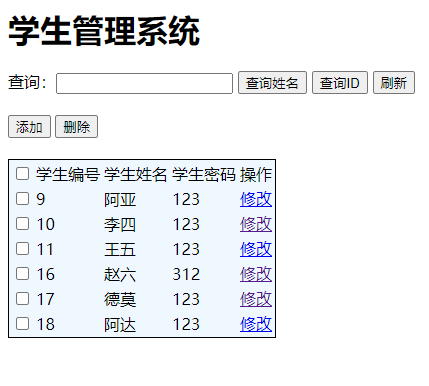 学生管理系统
查询： 查询姓名 查询ID 刷新
添加 删除
学生编号 学生姓名 学生密码 操作
9 阿亚 123 修改
10 李四 123 修改
11 王五 123 修改
16 赵六 312 修改
17 德莫 123 修改
18 阿达 123 修改